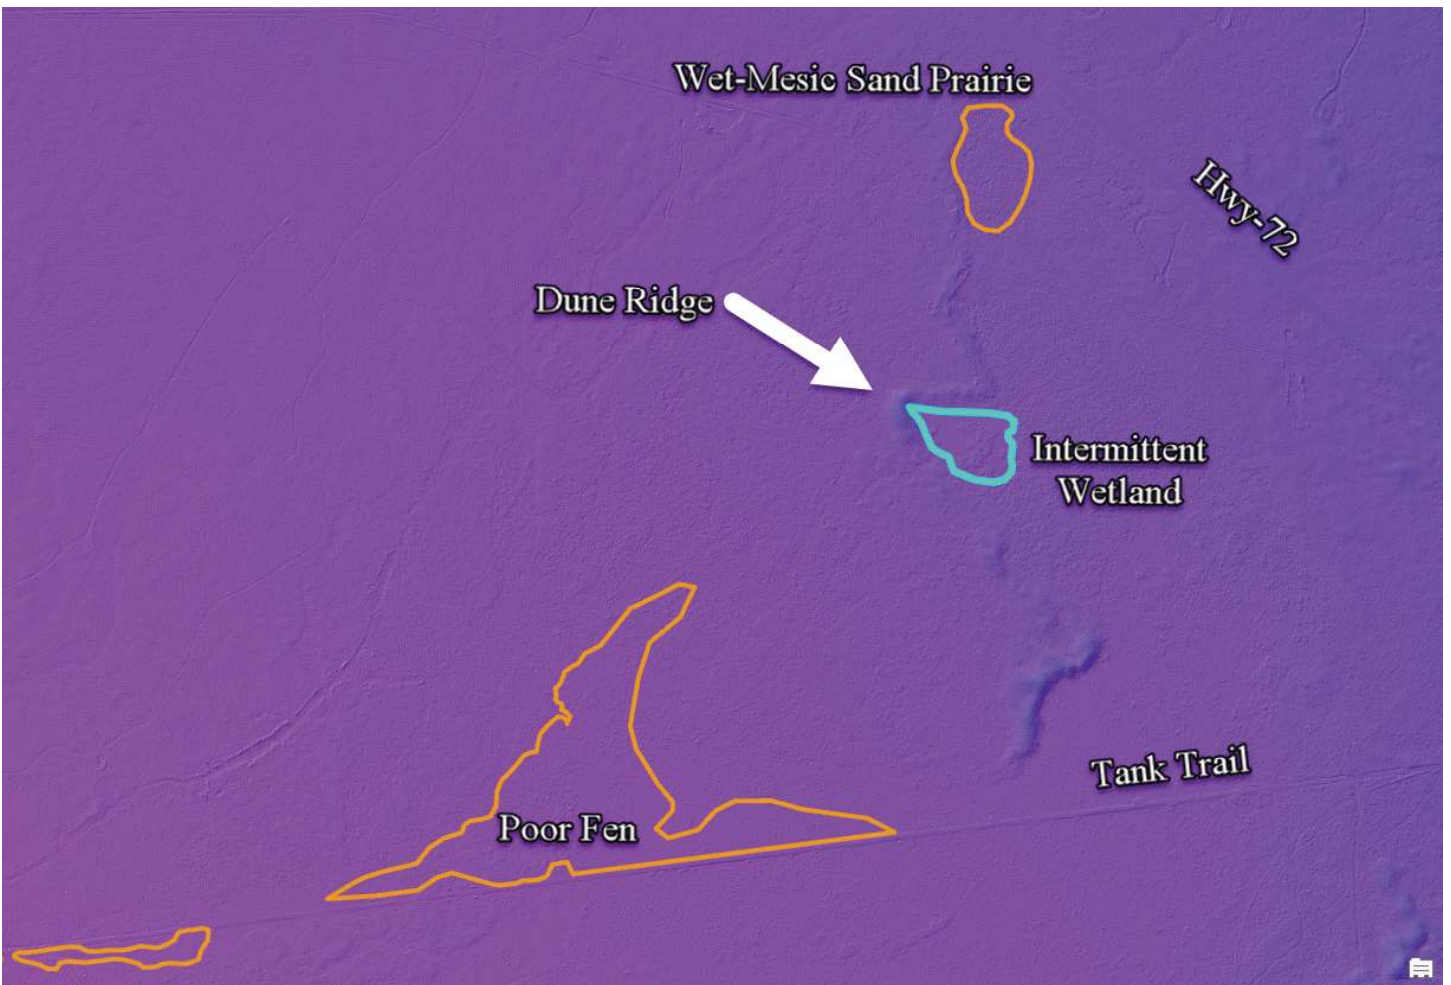 Wet-Mesic Sand Prairie
Hwy-72
Dune Ridge
Intermittent
Wetland
Tank Trail
Poor Fen